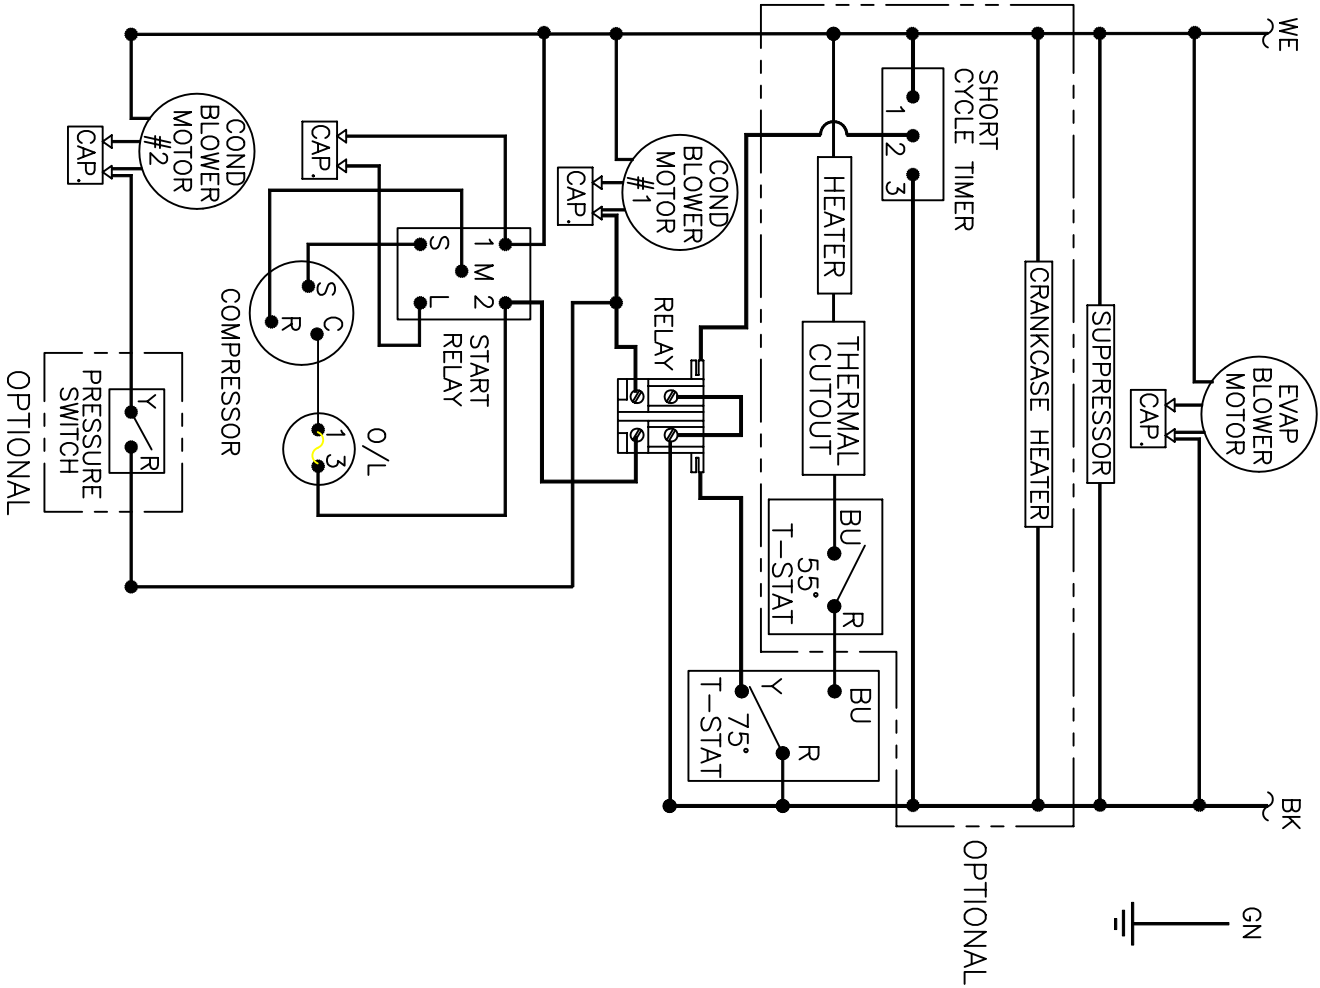 WE
BK
GN
EVAP
BLOWER
MOTOR
CAP.
SUPPRESSOR
CRANKCASE HEATER
OPTIONAL
SHORT
CYCLE TIMER
1
2
3
HEATER
THERMAL
CUTOUT
BU
R
55°
T-STAT
BU
R
Y
75°
T-STAT
COND
BLOWER
MOTOR
#1
CAP.
RELAY
1
2
M
S
L
START
RELAY
CAP.
O/L
1
3
S
C
R
COMPRESSOR
COND
BLOWER
MOTOR
#2
CAP.
Y
R
PRESSURE
SWITCH
OPTIONAL